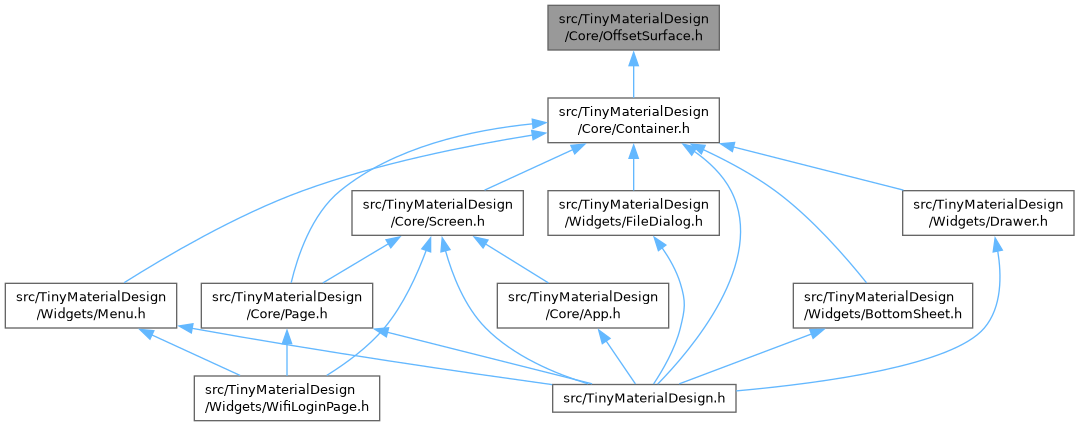 src/TinyMaterialDesign
/Core/OffsetSurface.h
src/TinyMaterialDesign
/Core/Container.h
src/TinyMaterialDesign
/Core/Screen.h
src/TinyMaterialDesign
/Widgets/FileDialog.h
src/TinyMaterialDesign
/Widgets/Drawer.h
src/TinyMaterialDesign
/Widgets/Menu.h
src/TinyMaterialDesign
/Core/Page.h
src/TinyMaterialDesign
/Core/App.h
src/TinyMaterialDesign
/Widgets/BottomSheet.h
src/TinyMaterialDesign
/Widgets/WifiLoginPage.h
src/TinyMaterialDesign.h